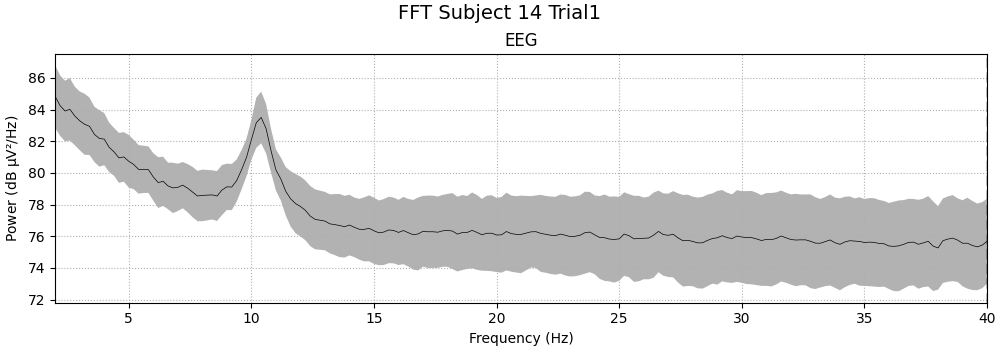 FFT Subject 14 Trial1
EEG
Power (dB µV²/Hz)
86
84
82
80
78
76
74
72
5 10 15 20 25 30 35 40
Frequency (Hz)